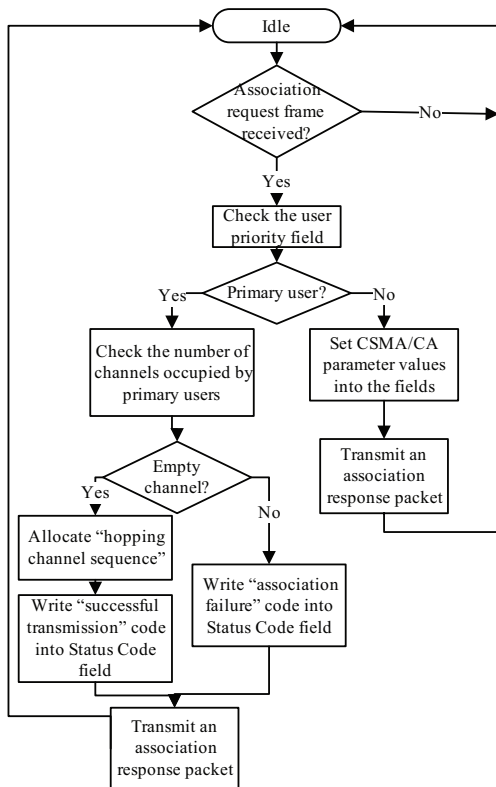 Idle
Association
request frame
received?
No
Yes
Check the user
priority field
Primary user?
Yes
No
Check the number of
channels occupied by
primary users
Set CSMA/CA
parameter values
into the fields
Empty
channel?
Transmit an
association
response packet
Yes
No
Allocate “hopping
channel sequence”
Write “successful
transmission” code
into Status Code
field
Write “association
failure” code into
Status Code field
Transmit an
association
response packet